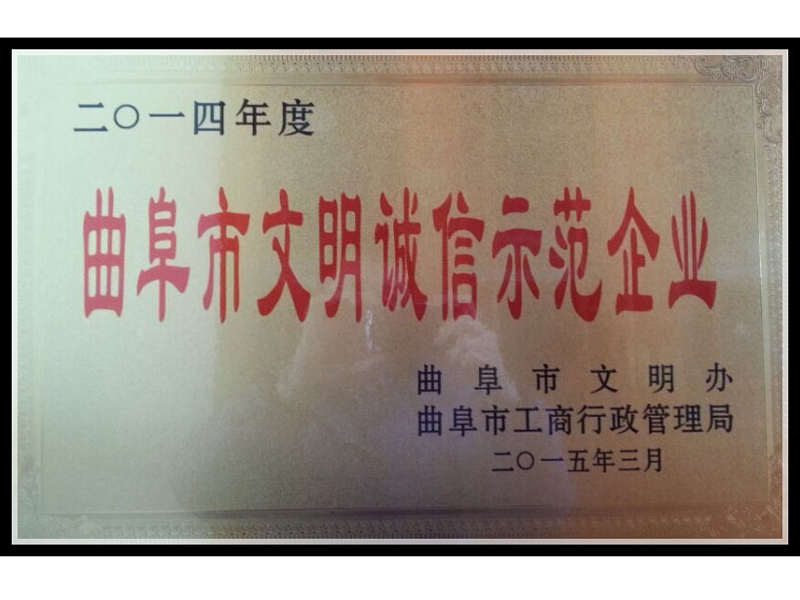 二〇一四年度
曲阜市文明诚信示范企业
曲阜市文明办
曲阜市工商行政管理局
二〇一五年三月